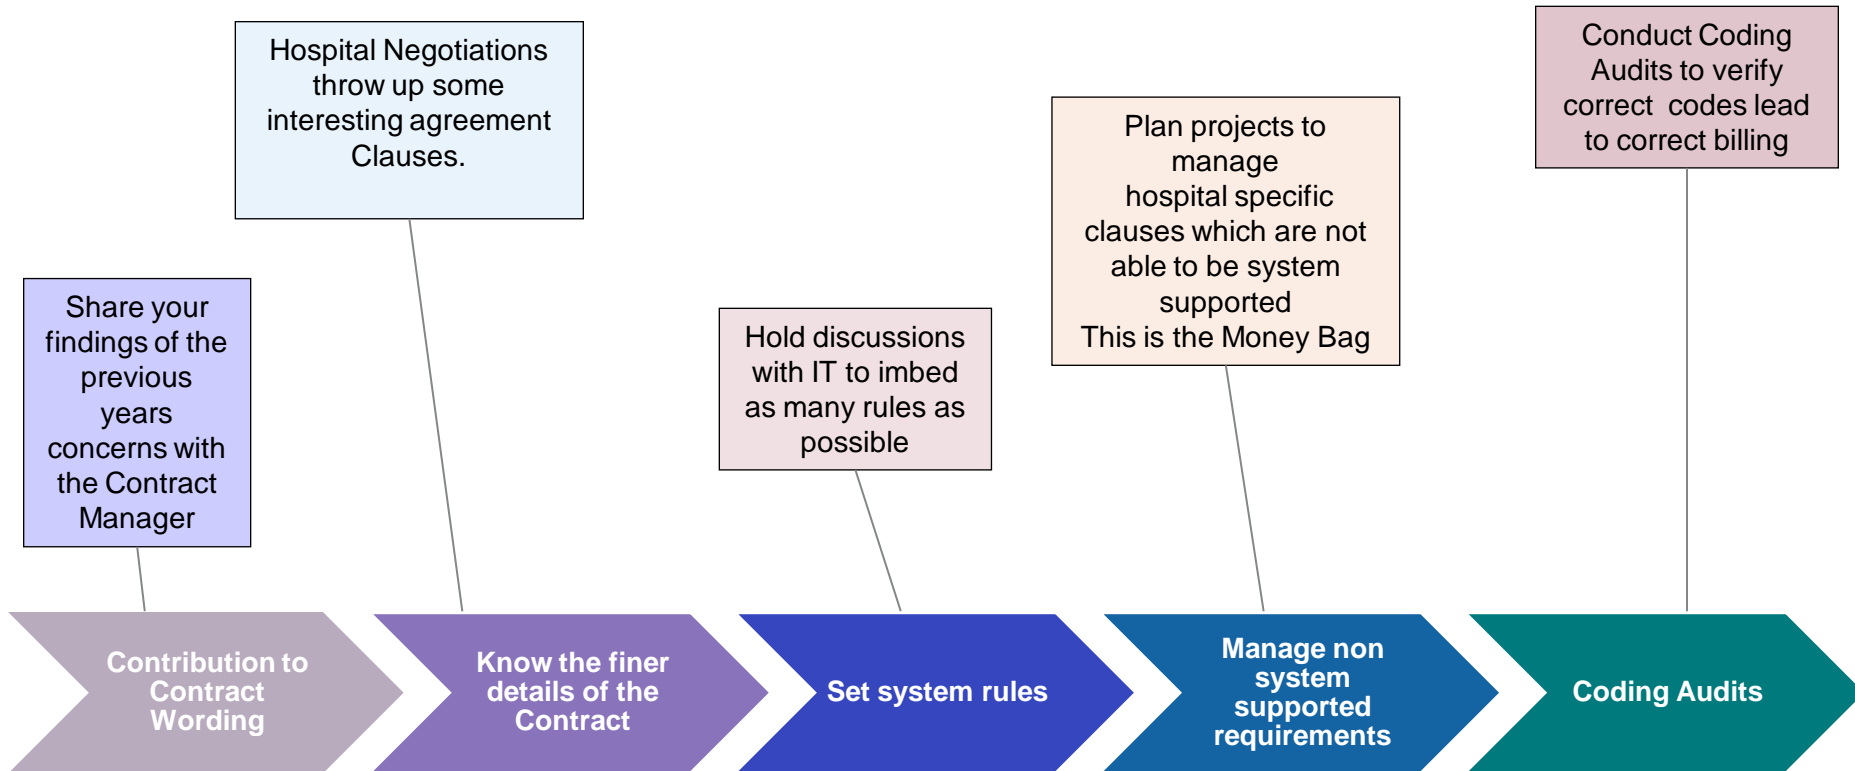 Share your
findings of the
previous
years
concerns with
the Contract
Manager
Hospital Negotiations
throw up some
interesting agreement
Clauses.
Hold discussions
with IT to imbed
as many rules as
possible
Plan projects to
manage
hospital specific
clauses which are not
able to be system
supported
This is the Money Bag
Conduct Coding
Audits to verify
correct codes lead
to correct billing
Contribution to
Contract
Wording
Know the finer
details of the
Contract
Set system rules
Manage non
system
supported
requirements
Coding Audits